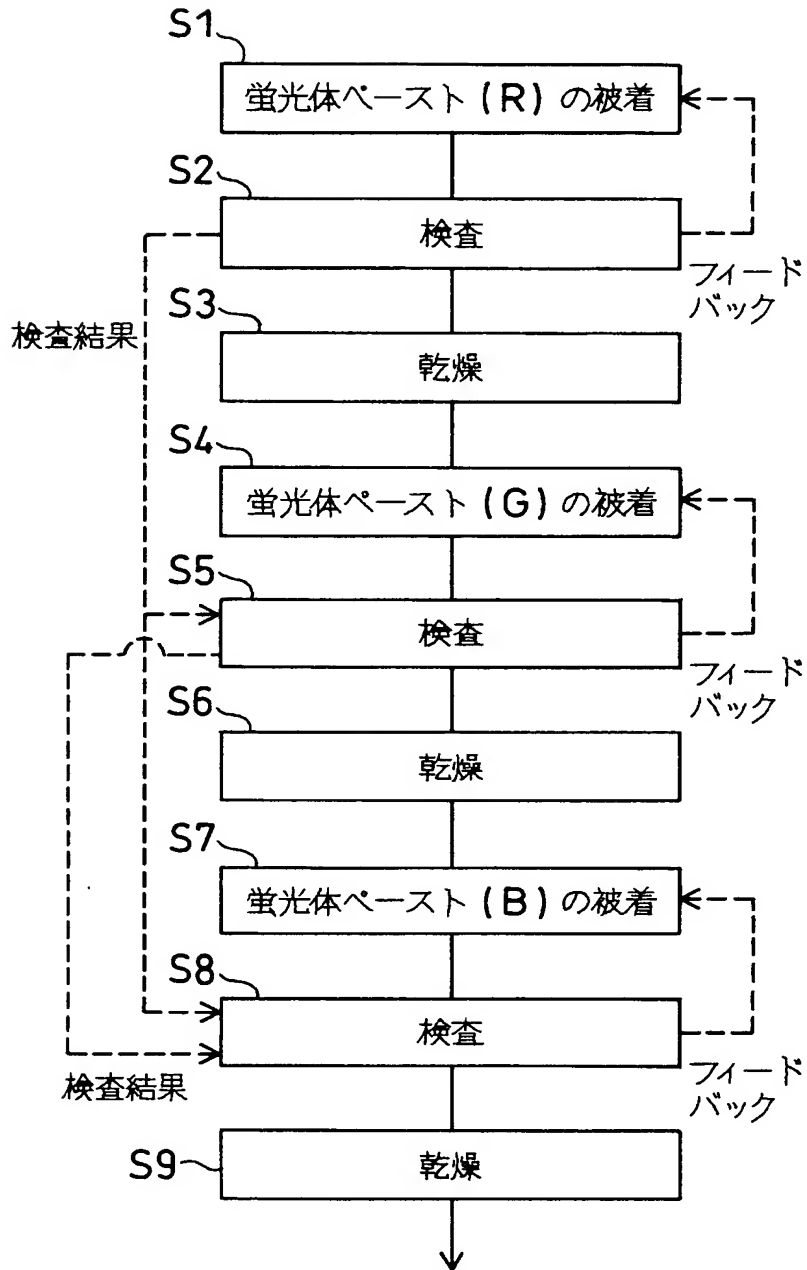 S1
蛍光体ペースト(R)の被着
S2
検査
フィード
バック
検査結果
S3
乾燥
S4
蛍光体ペースト(G)の被着
S5
検査
フィード
バック
S6
乾燥
S7
蛍光体ペースト(B)の被着
S8
検査
フィード
バック
検査結果
S9
乾燥